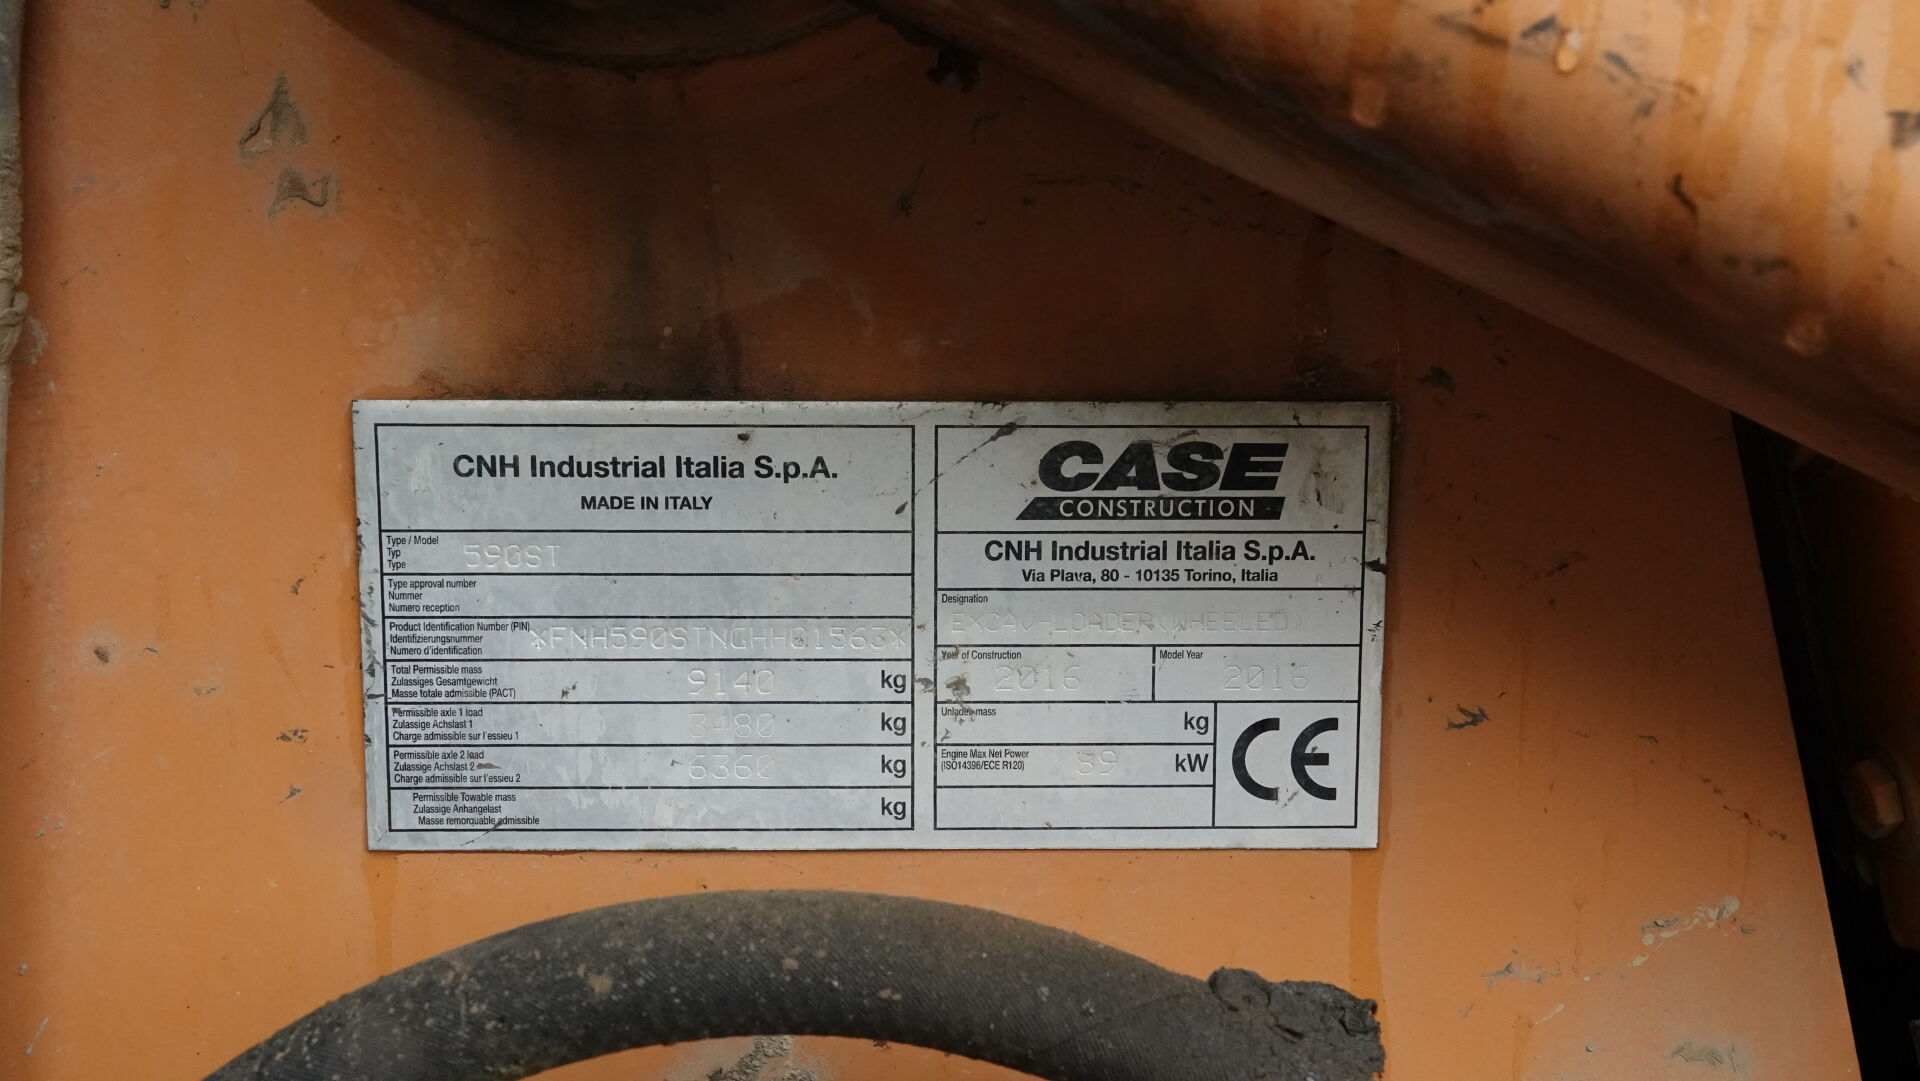 CNH Industrial Italia S.p.A.
MADE IN ITALY
Type / Model
Typ
Type
590ST
Type approval number
Nummer
Numero reception
Product Identification Number (PIN)
Identifizierungsnummer
Numero d'identification
*FNH590STNGHH01563*
Total Permissible mass
Zulassiges Gesamtgewicht
Masse totale admissible (PACT)
9140 kg
Permissible axle 1 load
Zulassige Achslast 1
Charge admissible sur l'essieu 1
3480 kg
Permissible axle 2 load
Zulassige Achslast 2
Charge admissible sur l'essieu 2
6360 kg
Permissible Towable mass
Zulassige Anhangelast
Masse remorquable admissible
kg
CASE
CONSTRUCTION
CNH Industrial Italia S.p.A.
Via Plava, 80 - 10135 Torino, Italia
Designation
EXCAV-LOADER(WHEELED)
Year of Construction
2016
Model Year
2016
Unladen mass
kg
Engine Max Net Power
(ISO14396/ECE R120)
89 kW
CE